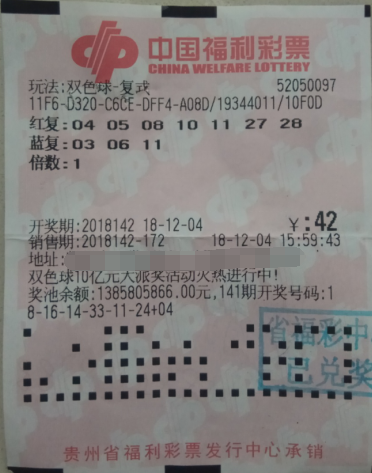 中国福利彩票
CHINA WELFARE LOTTERY
玩法:双色球·复式 52050097
11F6-D320-C6CE-DFF4-A08D/19344011/10F0D
红复:04 05 08 10 11 27 28
蓝复:03 06 11
倍数:1
开奖期:2018142 18-12-04 ¥:42
销售期:2018142-172 18-12-04 15:59:43
地址:
双色球10亿元大派奖活动火热进行中!
奖池余额:1385805866.00元,141期开奖号码:1
8-16-14-33-11-24+04
省福彩中
已兑奖
贵州省福利彩票发行中心承销